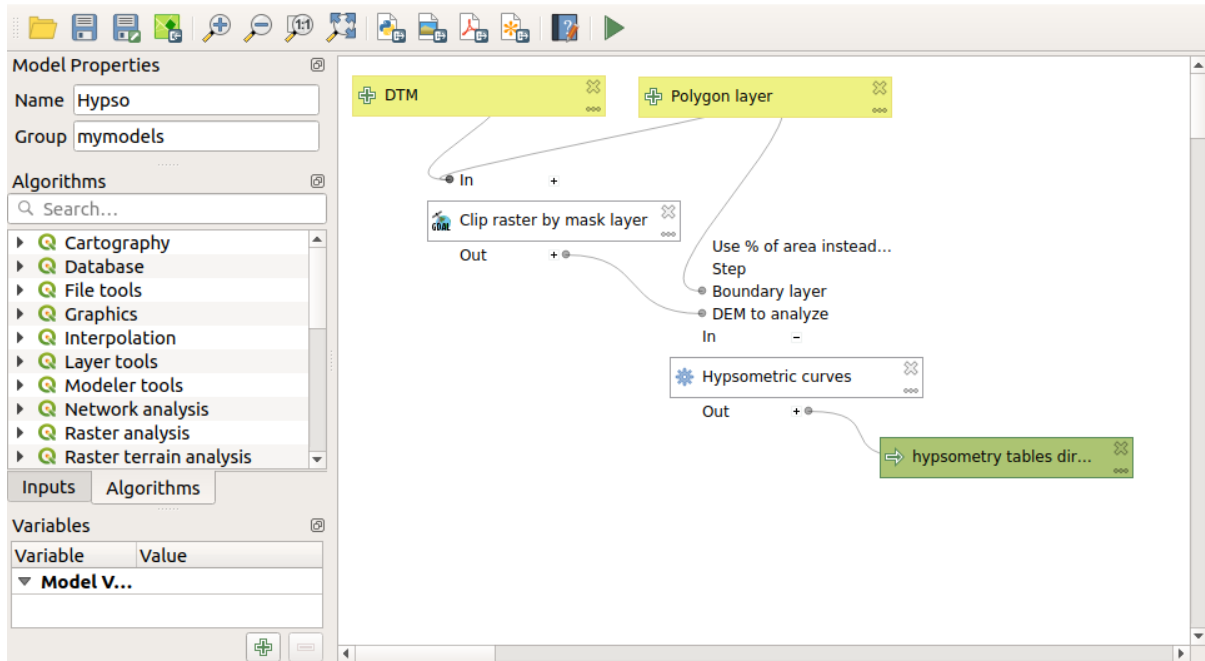 1:1
Model Properties
Name Hypso
Group mymodels
Algorithms
Search...
Cartography
Database
File tools
Graphics
Interpolation
Layer tools
Modeler tools
Network analysis
Raster analysis
Raster terrain analysis
Inputs Algorithms
Variables
Variable Value
Model V...
DTM
Polygon layer
In
GDAL Clip raster by mask layer
Out
Use % of area instead...
Step
Boundary layer
DEM to analyze
In
Hypsometric curves
Out
hypsometry tables dir...